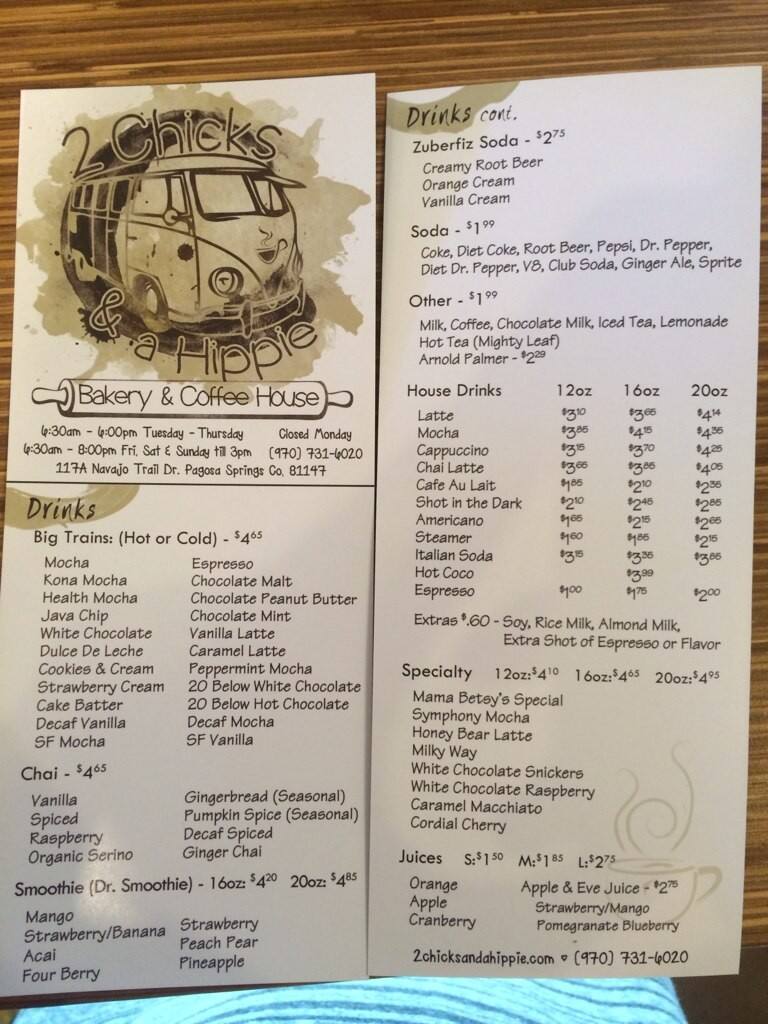 2 Chicks
& a Hippie
Bakery & Coffee House
6:30am - 6:00pm Tuesday - Thursday Closed Monday
6:30am - 8:00pm Fri, Sat & Sunday till 3pm (970) 731-6020
117A Navajo Trail Dr. Pagosa Springs Co. 81147
Drinks
Big Trains: (Hot or Cold) - $4.65
Mocha Espresso
Kona Mocha Chocolate Malt
Health Mocha Chocolate Peanut Butter
Java Chip Chocolate Mint
White Chocolate Vanilla Latte
Dulce De Leche Caramel Latte
Cookies & Cream Peppermint Mocha
Strawberry Cream 20 Below White Chocolate
Cake Batter 20 Below Hot Chocolate
Decaf Vanilla Decaf Mocha
SF Mocha SF Vanilla
Chai - $4.65
Vanilla Gingerbread (Seasonal)
Spiced Pumpkin Spice (Seasonal)
Raspberry Decaf Spiced
Organic Serino Ginger Chai
Smoothie (Dr. Smoothie) - 16oz: $4.20 20oz: $4.85
Mango Strawberry
Strawberry/Banana Peach Pear
Acai Pineapple
Four Berry
Drinks cont.
Zuberfiz Soda - $2.75
Creamy Root Beer
Orange Cream
Vanilla Cream
Soda - $1.99
Coke, Diet Coke, Root Beer, Pepsi, Dr. Pepper,
Diet Dr. Pepper, V8, Club Soda, Ginger Ale, Sprite
Other - $1.99
Milk, Coffee, Chocolate Milk, Iced Tea, Lemonade
Hot Tea (Mighty Leaf)
Arnold Palmer - $2.29
House Drinks 12oz 16oz 20oz
Latte $3.10 $3.65 $4.14
Mocha $3.85 $4.15 $4.35
Cappuccino $3.15 $3.70 $4.25
Chai Latte $3.65 $3.85 $4.05
Cafe Au Lait $1.85 $2.10 $2.35
Shot in the Dark $2.10 $2.45 $2.85
Americano $1.65 $2.15 $2.65
Steamer $1.60 $1.85 $2.15
Italian Soda $3.15 $3.35 $3.85
Hot Coco $3.99
Espresso $1.00 $1.75 $2.00
Extras $.60 - Soy, Rice Milk, Almond Milk,
Extra Shot of Espresso or Flavor
Specialty 12oz:$4.10 16oz:$4.65 20oz:$4.95
Mama Betsy's Special
Symphony Mocha
Honey Bear Latte
Milky Way
White Chocolate Snickers
White Chocolate Raspberry
Caramel Macchiato
Cordial Cherry
Juices S:$1.50 M:$1.85 L:$2.75
Orange Apple & Eve Juice - $2.75
Apple Strawberry/Mango
Cranberry Pomegranate Blueberry
2chicksandahippie.com ♥ (970) 731-6020